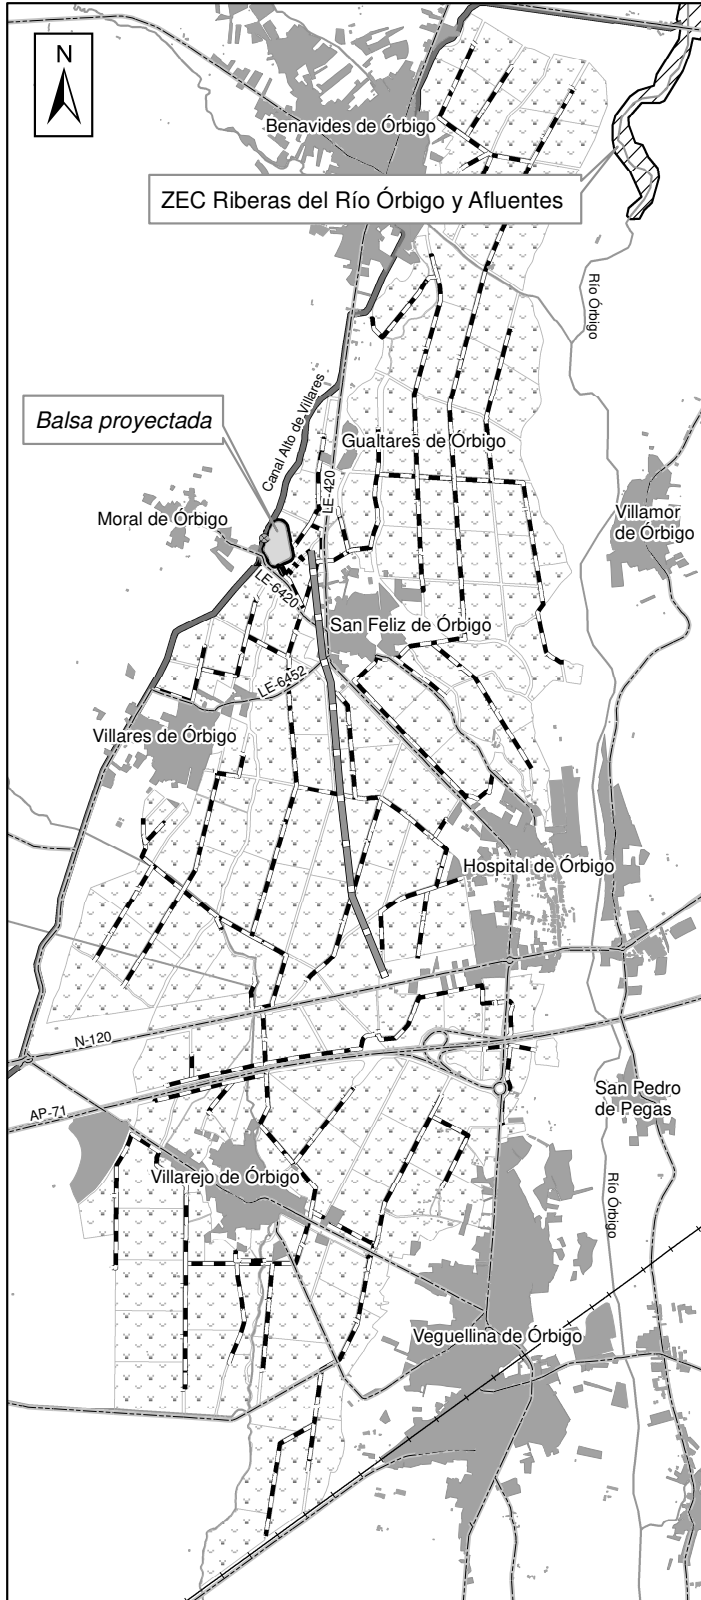 N
Benavides de Órbigo
ZEC Riberas del Río Órbigo y Afluentes
Río Órbigo
Canal Alto de Villares
Balsa proyectada
Gualtares de Órbigo
LE-420
Moral de Órbigo
Villamor
de Órbigo
LE-6420
San Feliz de Órbigo
LE-6452
Villares de Órbigo
Hospital de Órbigo
N-120
AP-71
San Pedro
de Pegas
Villarejo de Órbigo
Río Órbigo
Veguellina de Órbigo